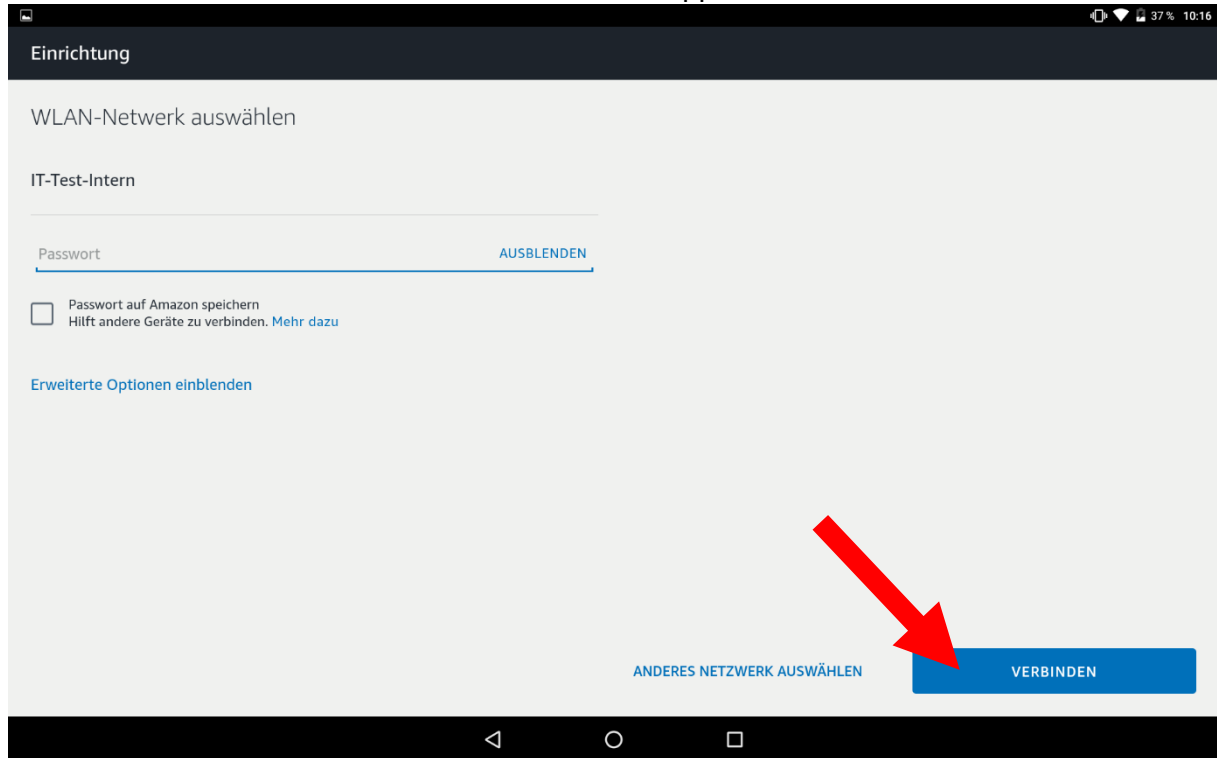 37 % 10:16
Einrichtung
WLAN-Netwerk auswählen
IT-Test-Intern
Passwort AUSBLENDEN
Passwort auf Amazon speichern
Hilft andere Geräte zu verbinden. Mehr dazu
Erweiterte Optionen einblenden
ANDERES NETZWERK AUSWÄHLEN VERBINDEN